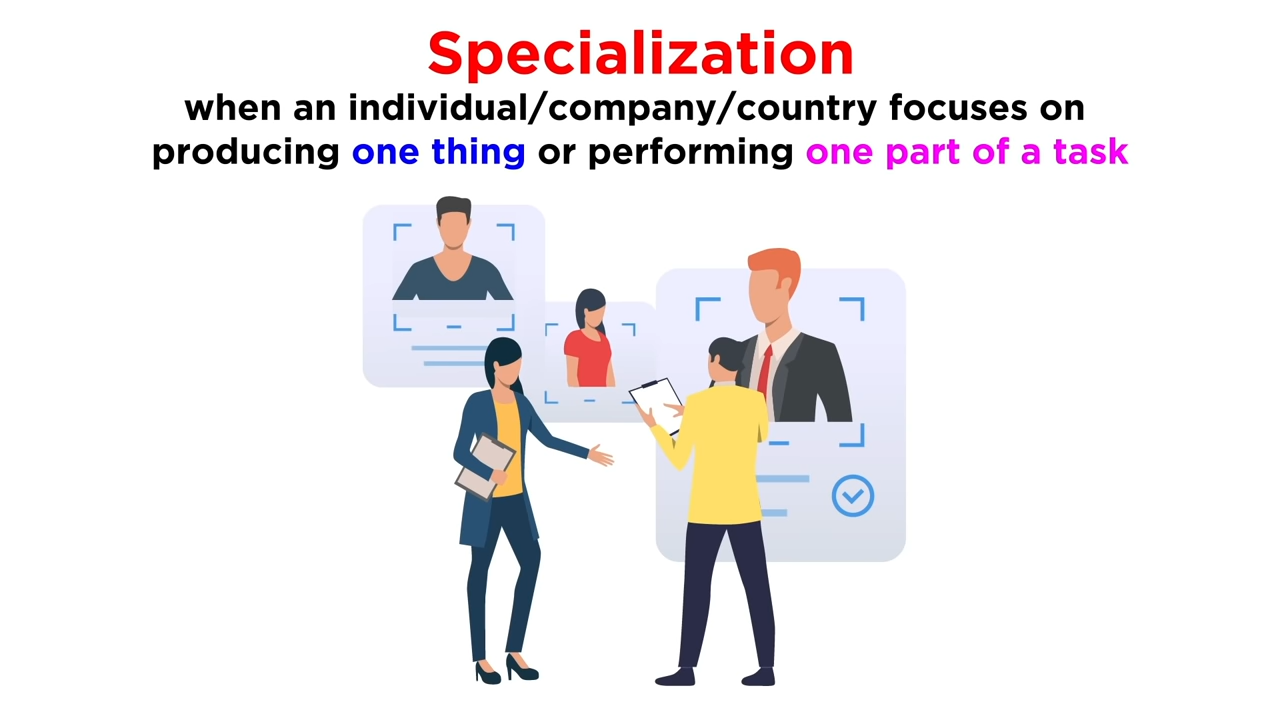 Specialization
when an individual/company/country focuses on
producing one thing or performing one part of a task